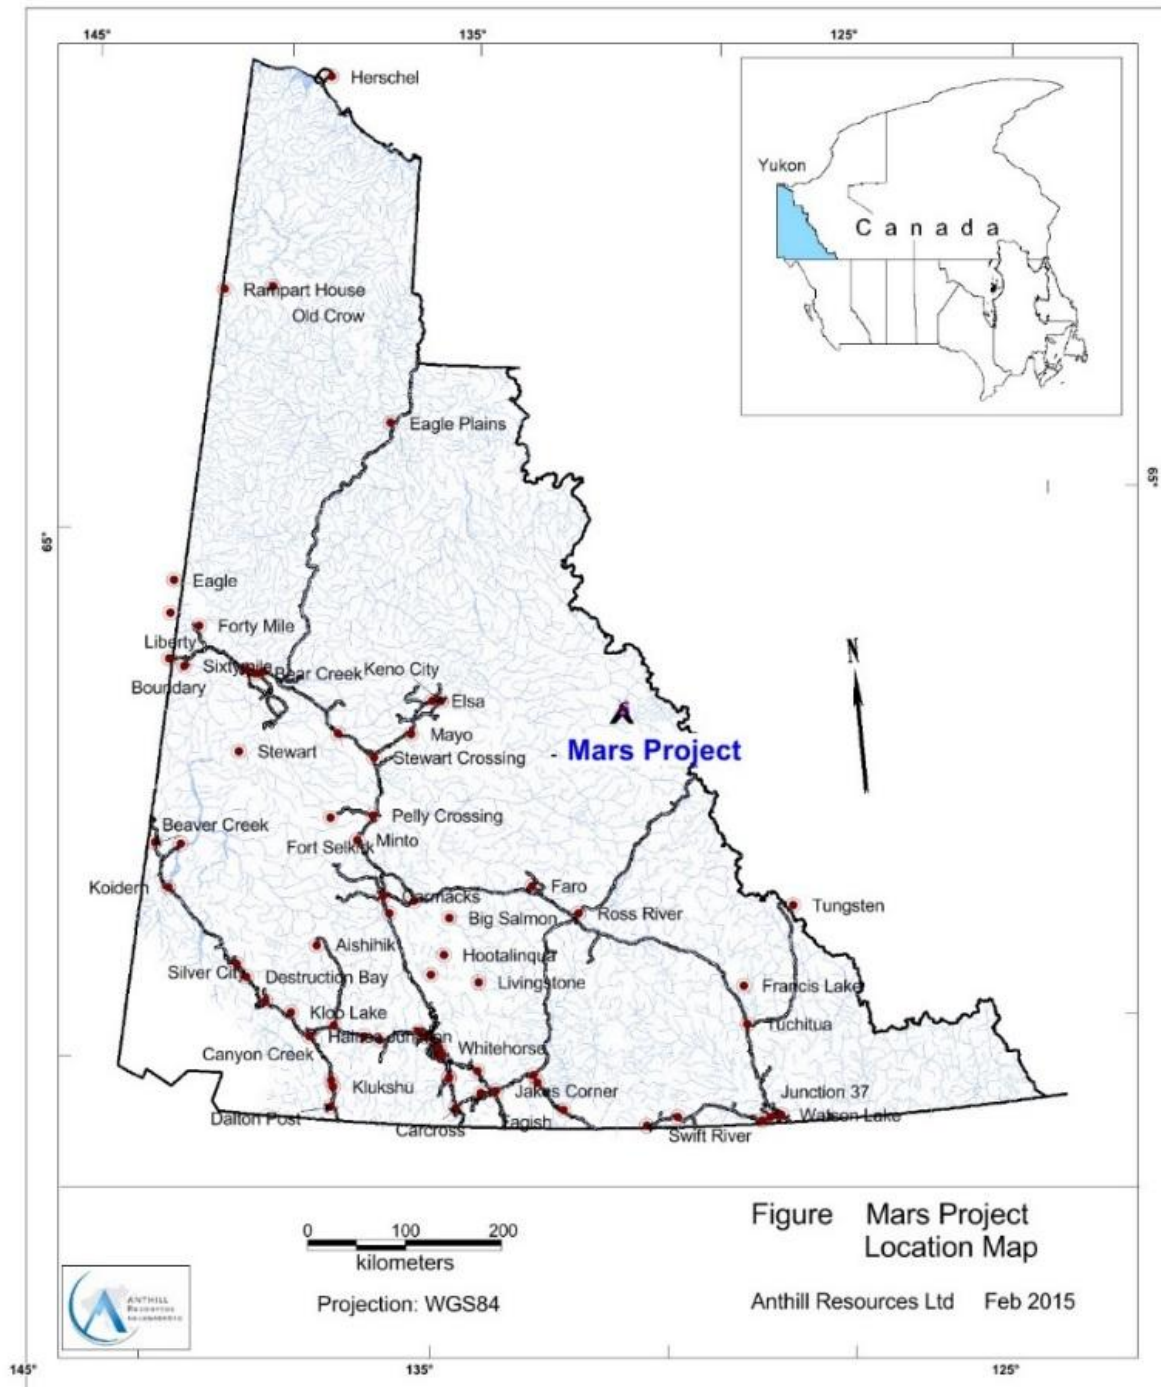 145°
135°
125°
Herschel
Yukon
Canada
Rampart House
Old Crow
Eagle Plains
65°
65°
Eagle
Forty Mile
Liberty
Sixtymile
Bear Creek
Keno City
Boundary
Elsa
N
Stewart
Mayo
Stewart Crossing
- Mars Project
Pelly Crossing
Beaver Creek
Fort Selkirk
Minto
Koidern
Carmacks
Faro
Big Salmon
Ross River
Tungsten
Aishihik
Hootalinqua
Silver City
Destruction Bay
Livingstone
Francis Lake
Kloo Lake
Tuchitua
Haines Junction
Canyon Creek
Whitehorse
Klukshu
Jakes Corner
Junction 37
Dalton Post
Carcross
Tagish
Watson Lake
Swift River
0 100 200
kilometers
Projection: WGS84
Figure Mars Project
Location Map
Anthill Resources Ltd Feb 2015
ANTHILL
Resources
145°
135°
125°